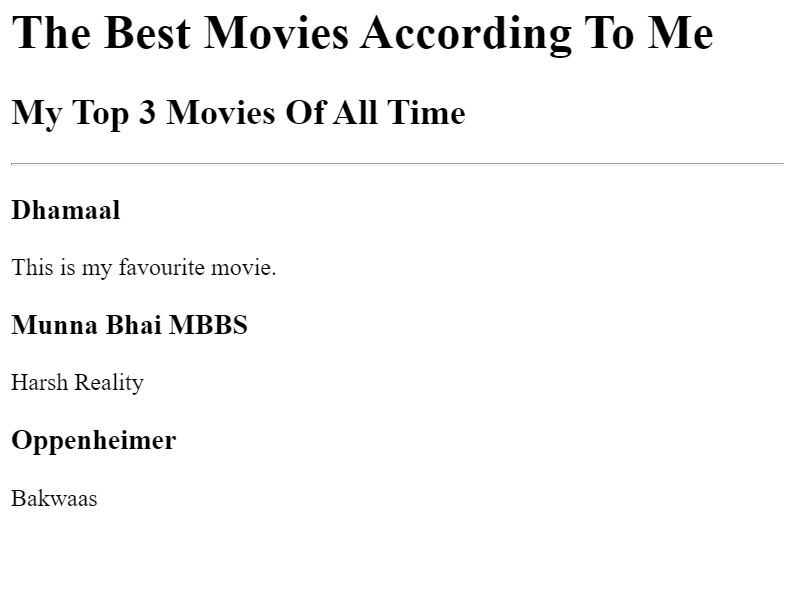 The Best Movies According To Me
My Top 3 Movies Of All Time
Dhamaal
This is my favourite movie.
Munna Bhai MBBS
Harsh Reality
Oppenheimer
Bakwaas